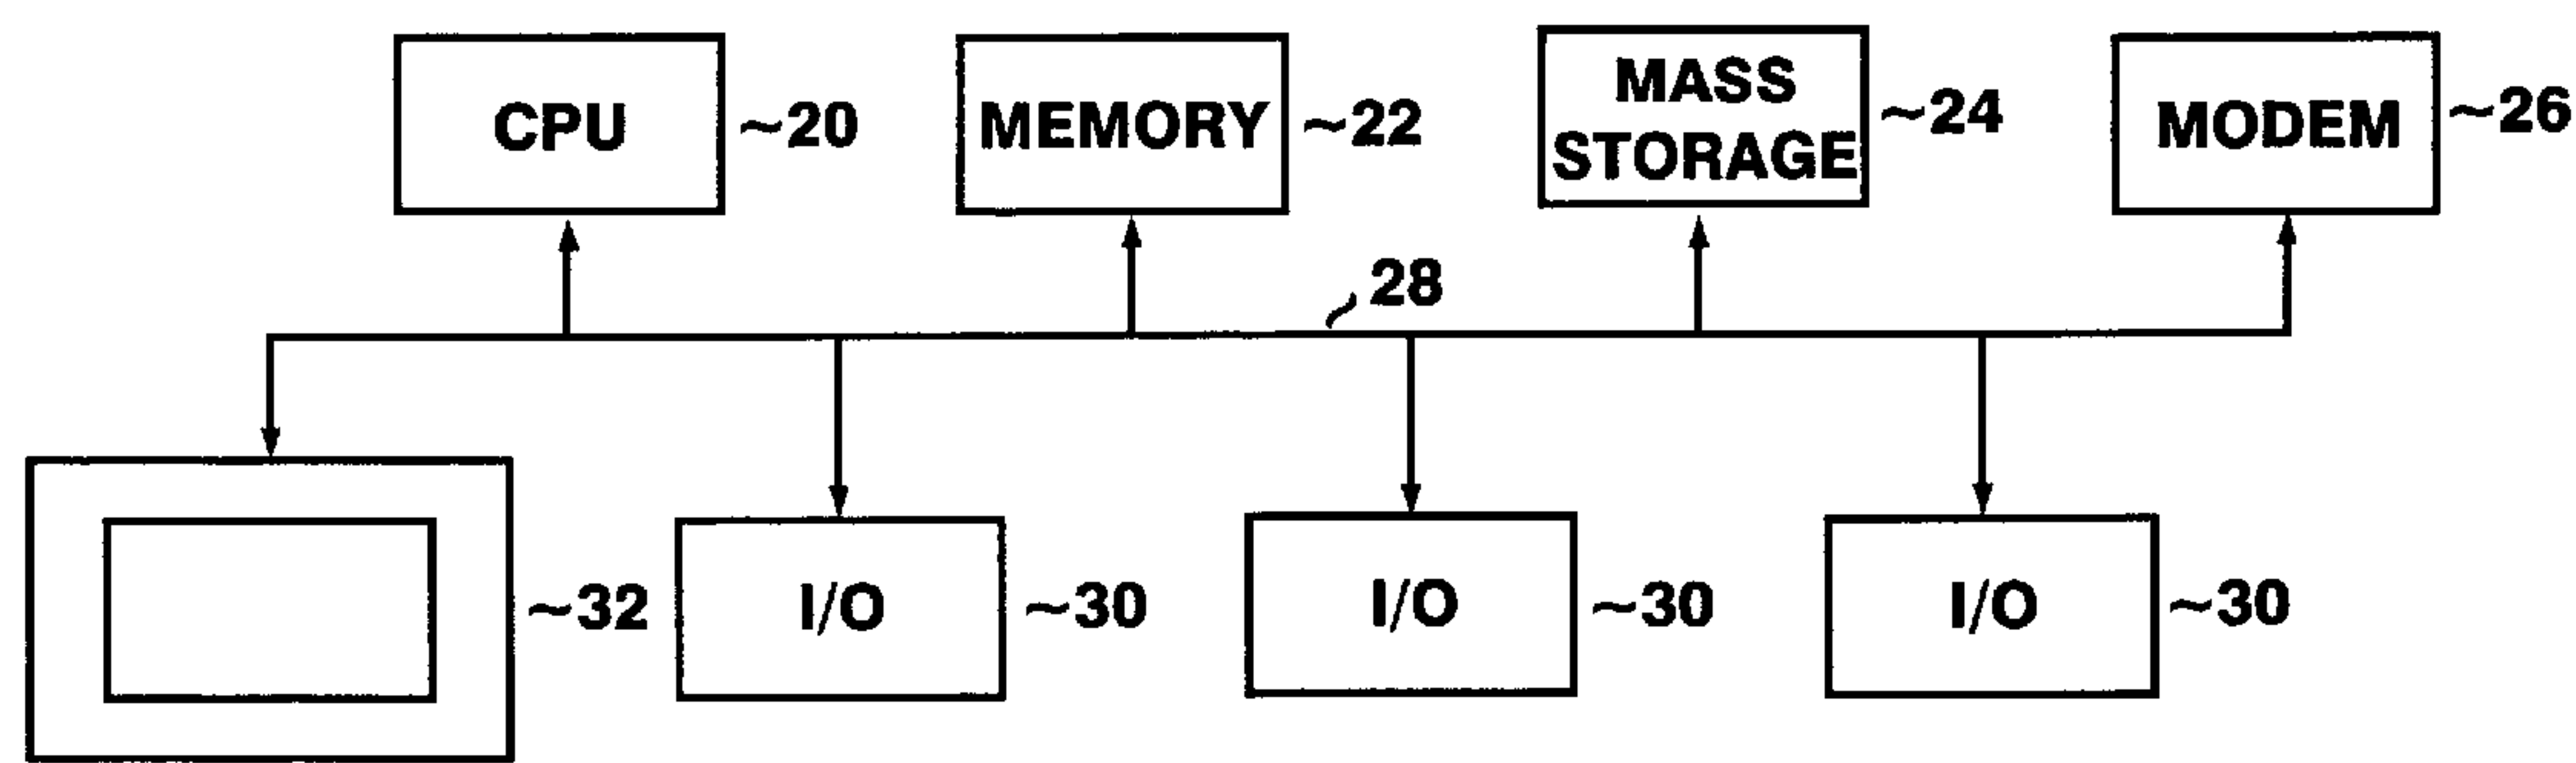 CPU ~20
MEMORY ~22
MASS
STORAGE ~24
MODEM ~26
28
~32
I/O ~30
I/O ~30
I/O ~30